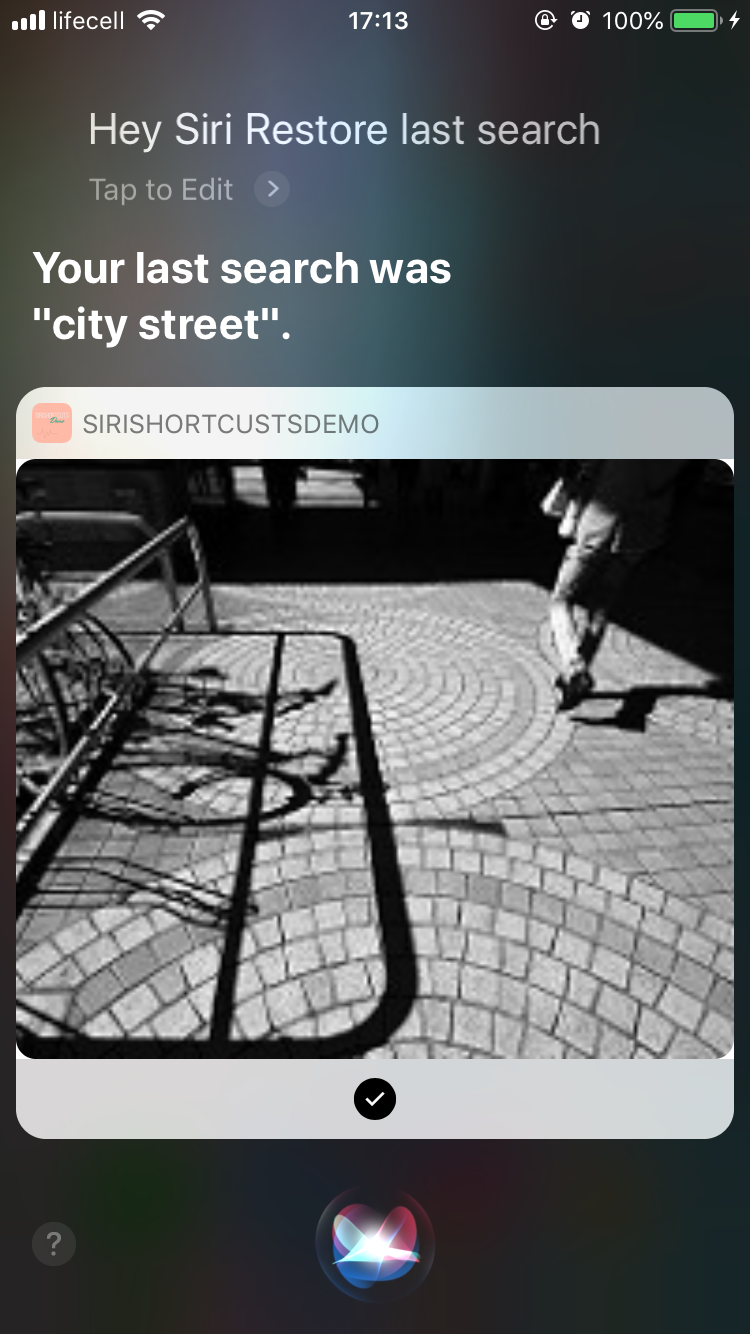 lifecell 17:13 100%
Hey Siri Restore last search
Tap to Edit
Your last search was
"city street".
SIRISHORTCUSTSDEMO
?